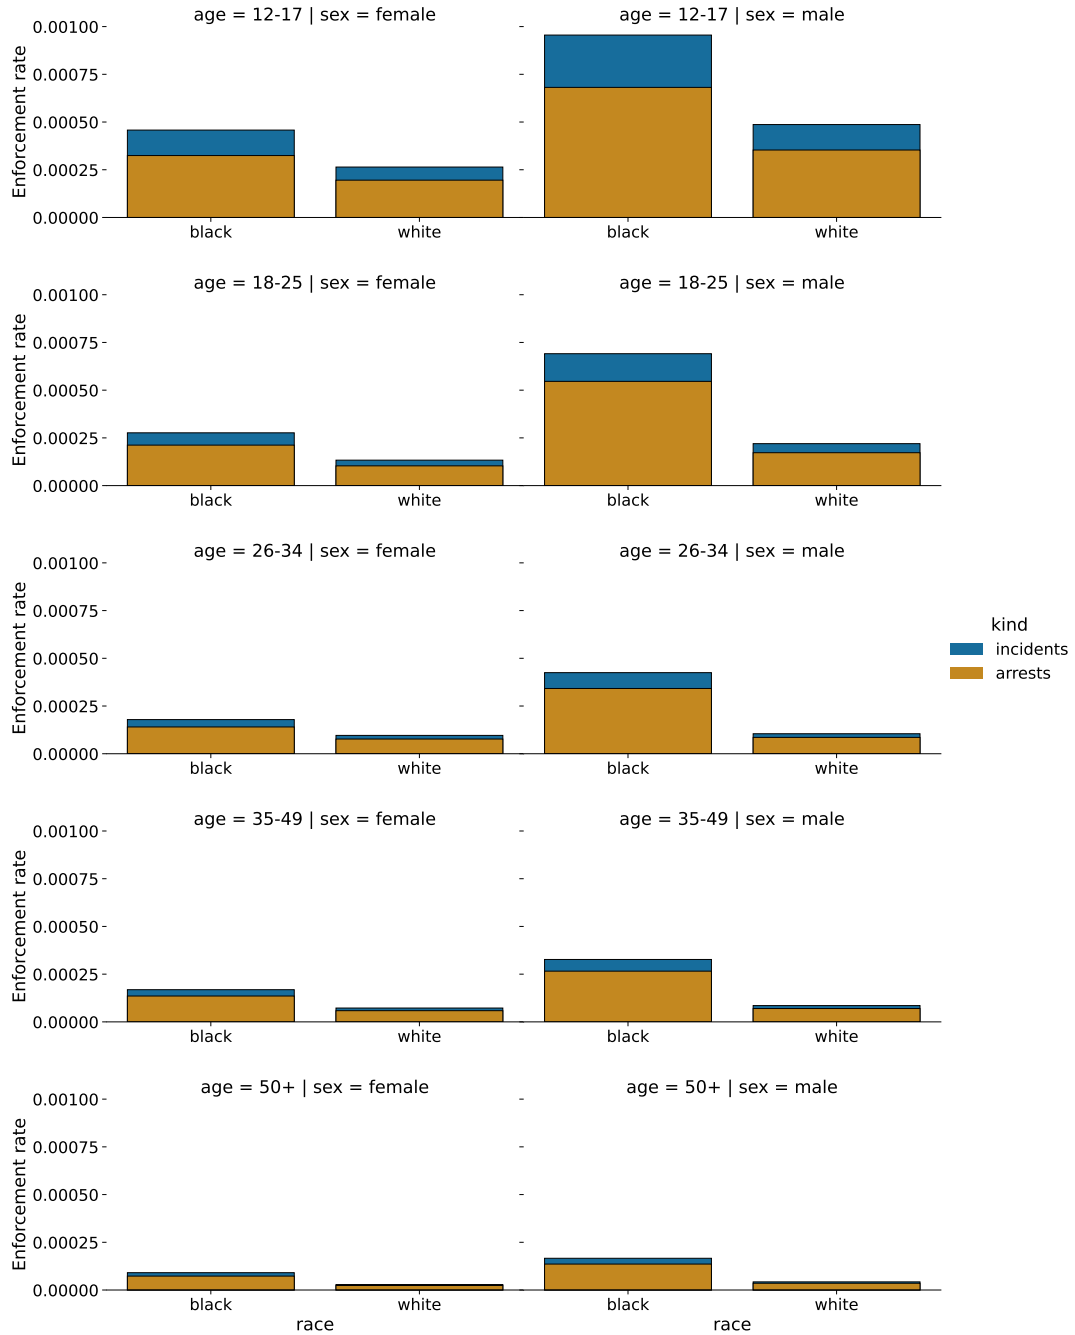 age = 12-17 | sex = female
age = 12-17 | sex = male
Enforcement rate
0.00100
0.00075
0.00050
0.00025
0.00000
black
white
black
white
age = 18-25 | sex = female
age = 18-25 | sex = male
Enforcement rate
0.00100
0.00075
0.00050
0.00025
0.00000
black
white
black
white
age = 26-34 | sex = female
age = 26-34 | sex = male
Enforcement rate
0.00100
0.00075
0.00050
0.00025
0.00000
black
white
black
white
kind
incidents
arrests
age = 35-49 | sex = female
age = 35-49 | sex = male
Enforcement rate
0.00100
0.00075
0.00050
0.00025
0.00000
black
white
black
white
age = 50+ | sex = female
age = 50+ | sex = male
Enforcement rate
0.00100
0.00075
0.00050
0.00025
0.00000
black
white
black
white
race
race